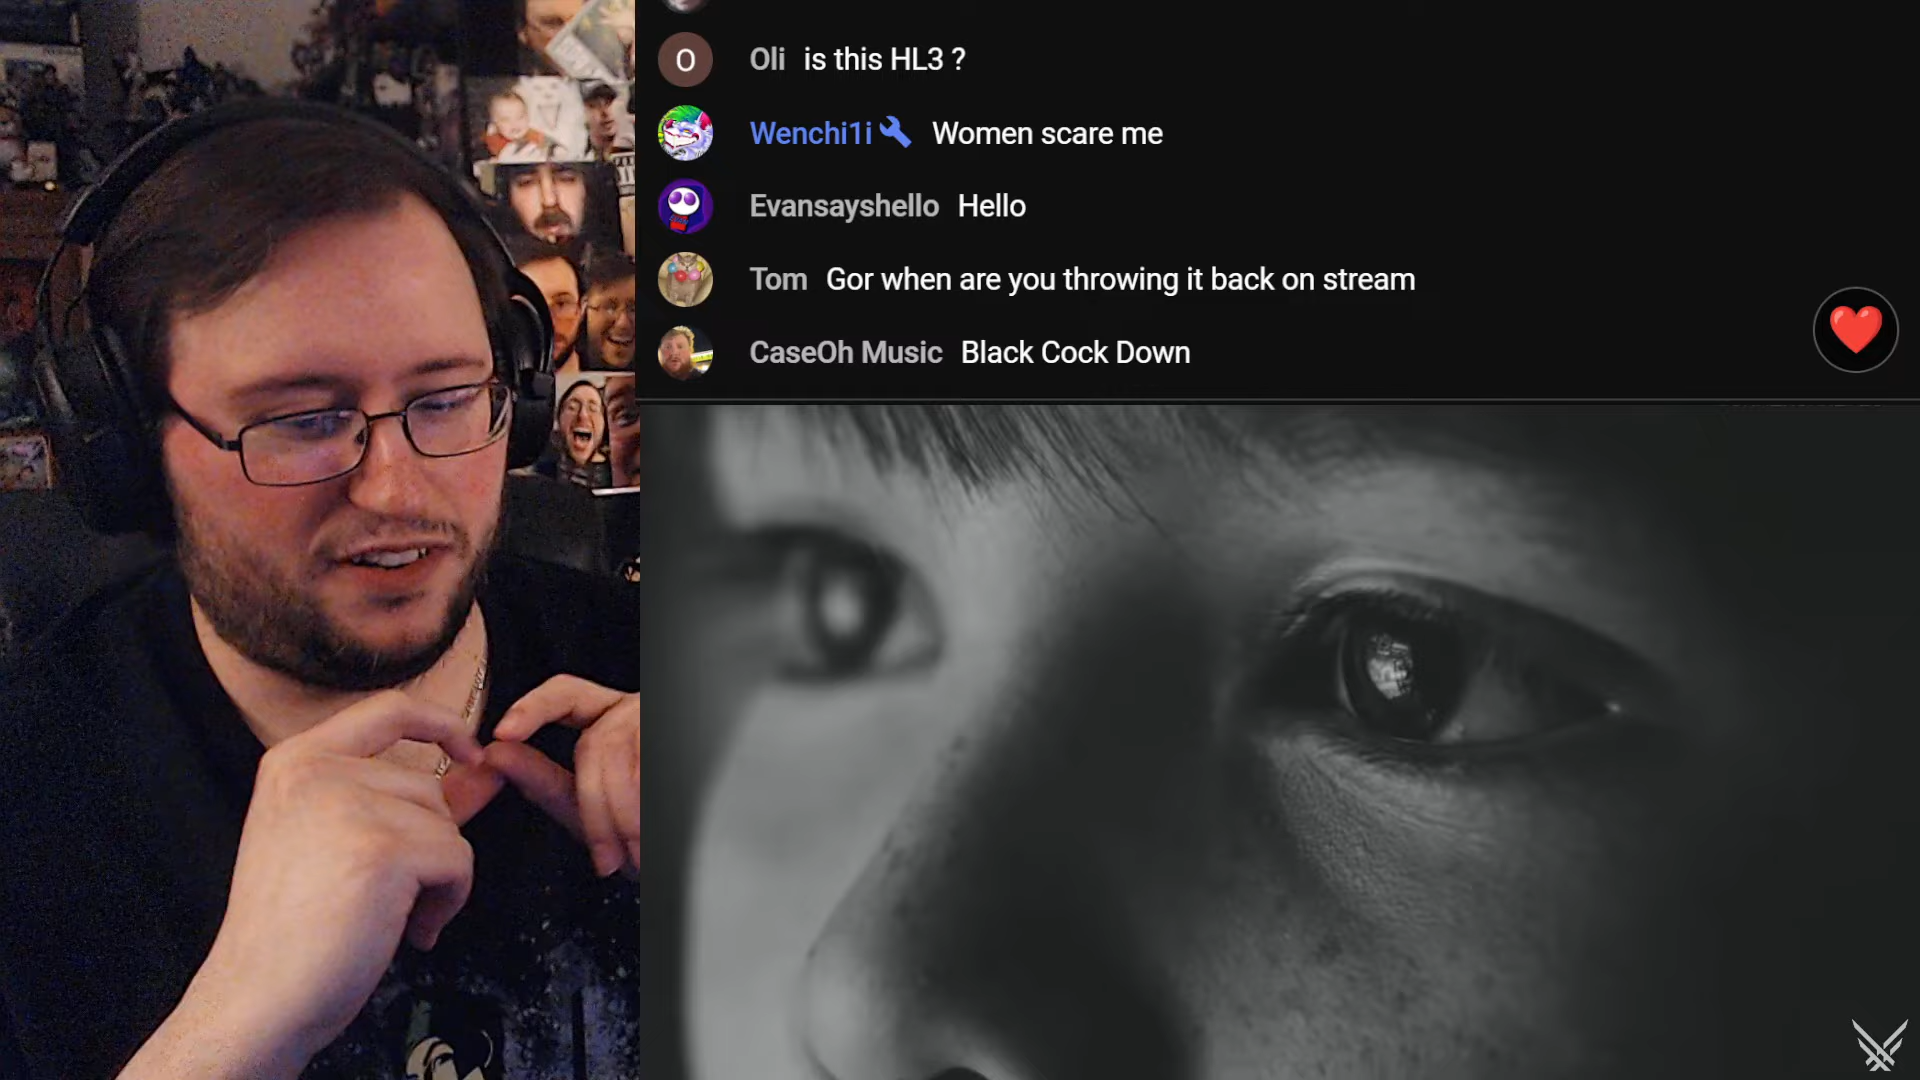 O Oli is this HL3 ?
Wenchi1i Women scare me
Evansayshello Hello
Tom Gor when are you throwing it back on stream
CaseOh Music Black Cock Down